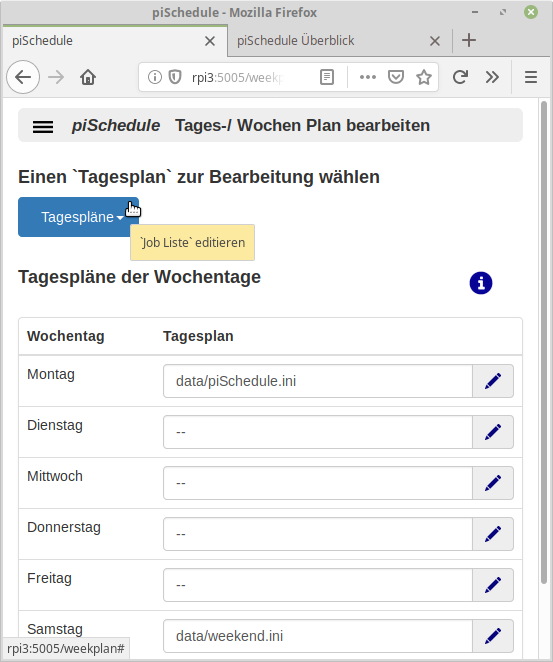 piSchedule - Mozilla Firefox
piSchedule
piSchedule Überblick
rpi3:5005/weekp
piSchedule Tages-/ Wochen Plan bearbeiten
Einen `Tagesplan` zur Bearbeitung wählen
Tagespläne
`Job Liste` editieren
Tagespläne der Wochentage
Wochentag Tagesplan
Montag data/piSchedule.ini
Dienstag --
Mittwoch --
Donnerstag --
Freitag --
Samstag data/weekend.ini
rpi3:5005/weekplan#